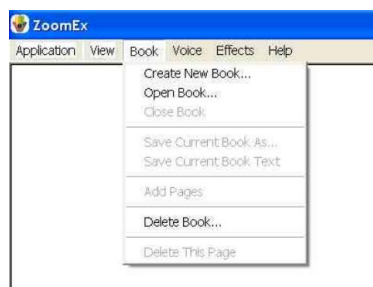 ZoomEx
Application View Book Voice Effects Help
Create New Book...
Open Book...
Close Book
Save Current Book As...
Save Current Book Text
Add Pages
Delete Book...
Delete This Page